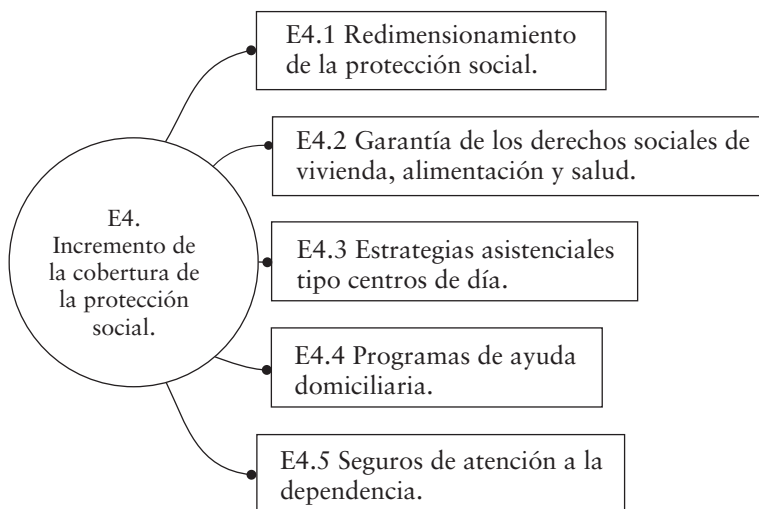 E4.1 Redimensionamiento
de la protección social.
E4.2 Garantía de los derechos sociales de
vivienda, alimentación y salud.
E4.
Incremento de
la cobertura de
la protección
social.
E4.3 Estrategias asistenciales
tipo centros de día.
E4.4 Programas de ayuda
domiciliaria.
E4.5 Seguros de atención a la
dependencia.